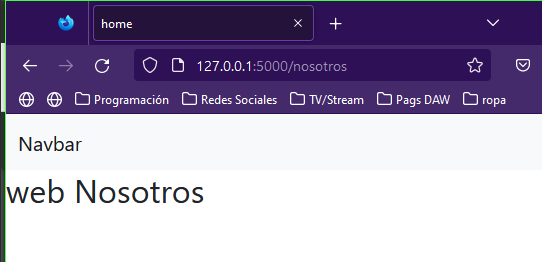 home
127.0.0.1:5000/nosotros
Programación Redes Sociales TV/Stream Pags DAW ropa
Navbar
web Nosotros